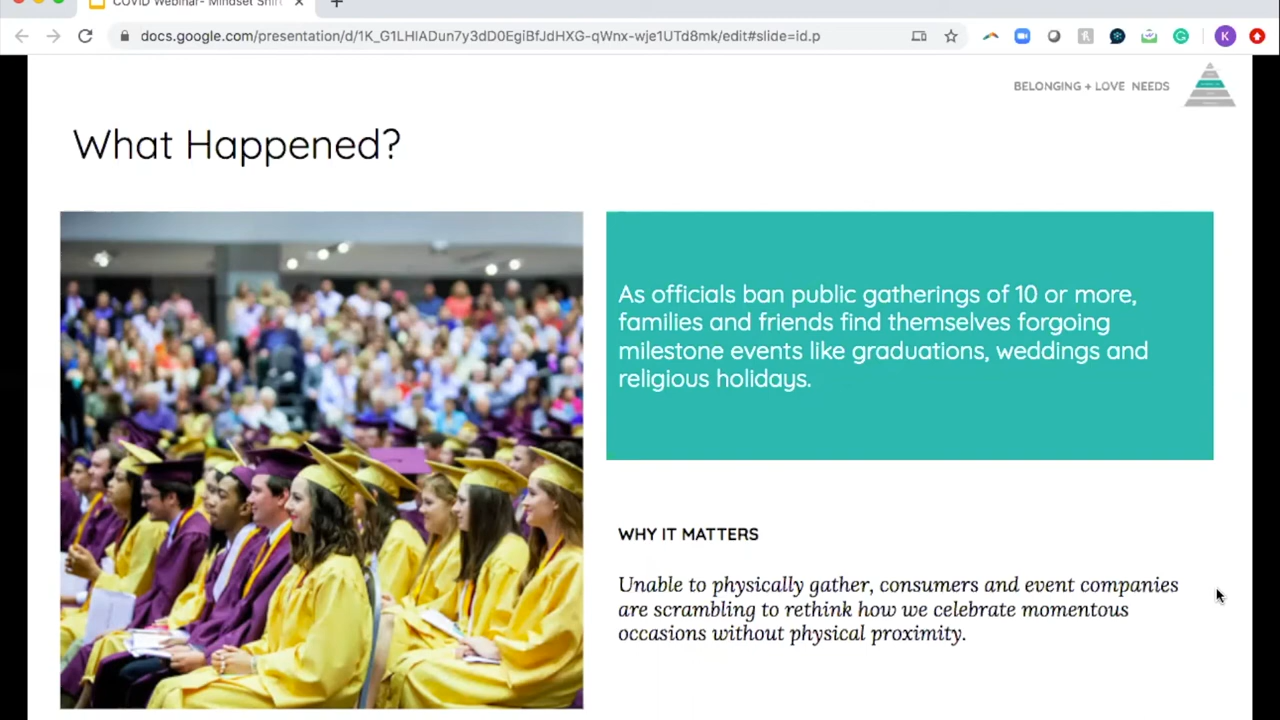 COVID Webinar- Mindset Shift
docs.google.com/presentation/d/1K_G1LHlADun7y3dD0EgiBfJdHXG-qWnx-wje1UTd8mk/edit#slide=id.p
K
BELONGING + LOVE NEEDS
What Happened?
As officials ban public gatherings of 10 or more,
families and friends find themselves forgoing
milestone events like graduations, weddings and
religious holidays.
WHY IT MATTERS
Unable to physically gather, consumers and event companies
are scrambling to rethink how we celebrate momentous
occasions without physical proximity.